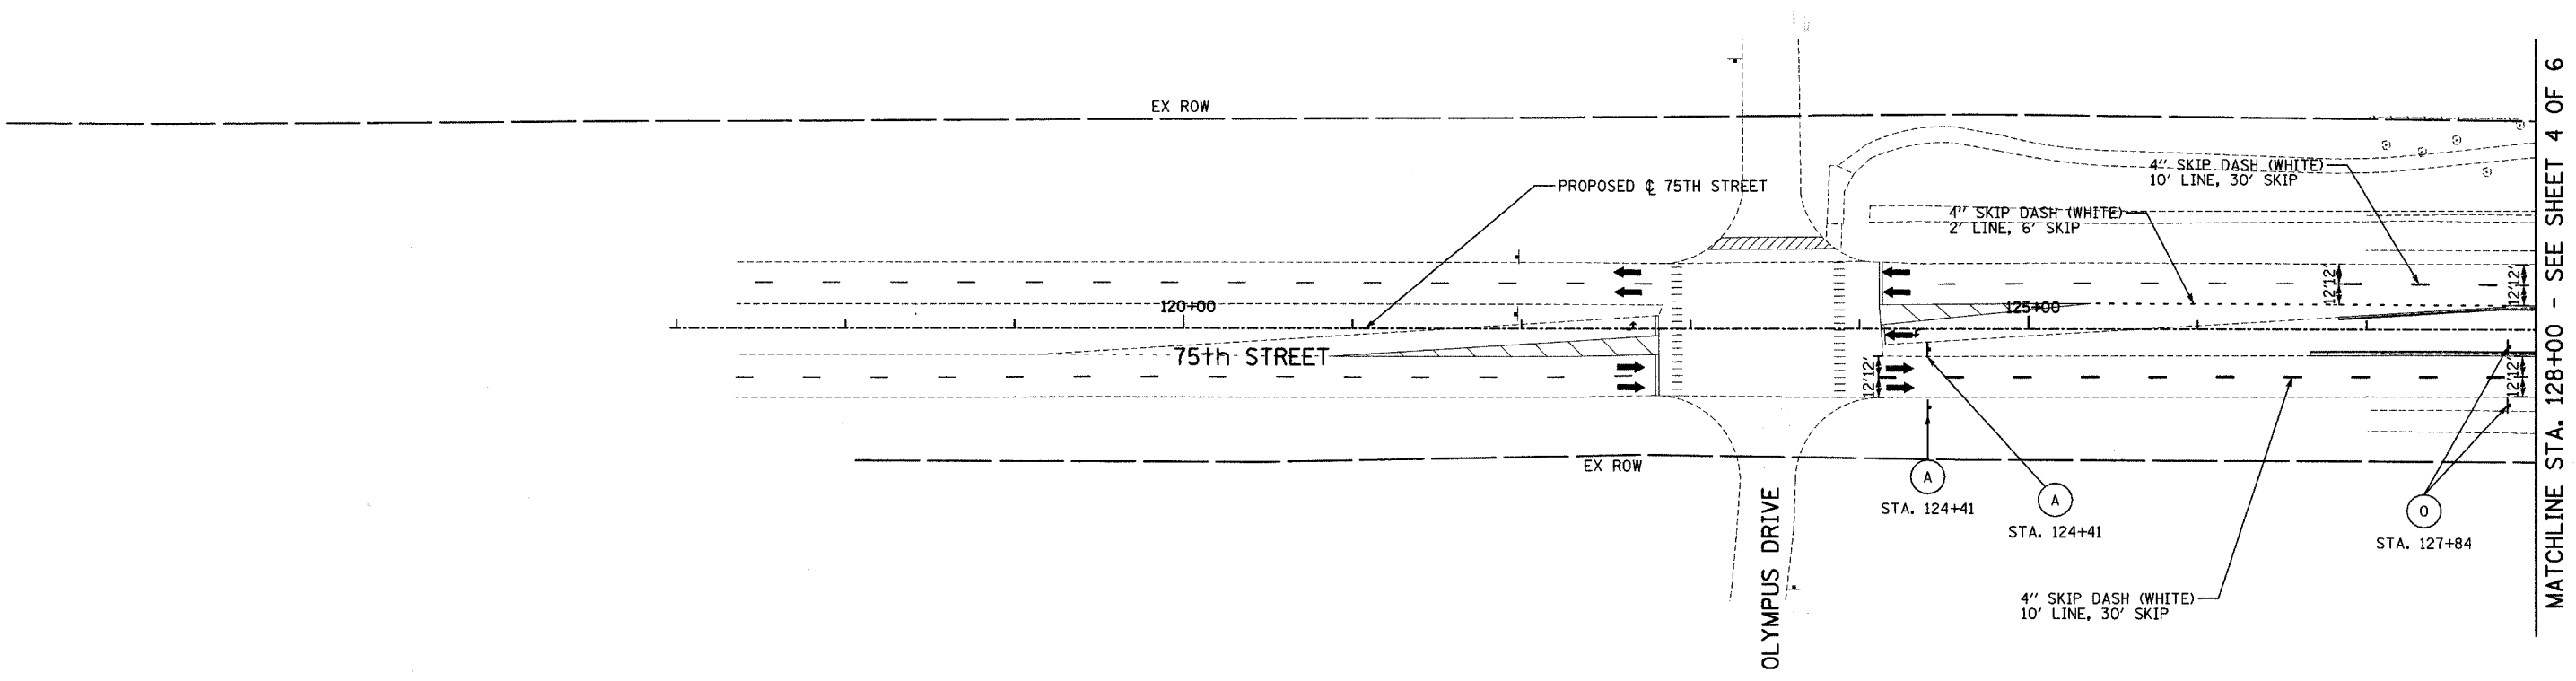 EX ROW
PROPOSED ℄ 75TH STREET
4" SKIP DASH (WHITE)
10' LINE, 30' SKIP
4" SKIP DASH (WHITE)
2' LINE, 6' SKIP
120+00
125+00
75th STREET
12' 12'
12' 12'
12' 12'
12' 12'
EX ROW
A
STA. 124+41
A
STA. 124+41
O
STA. 127+84
4" SKIP DASH (WHITE)
10' LINE, 30' SKIP
OLYMPUS DRIVE
MATCHLINE STA. 128+00 - SEE SHEET 4 OF 6